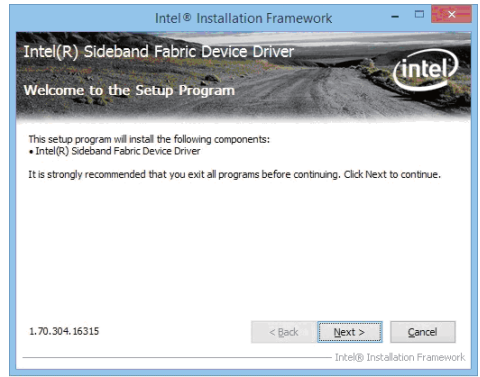 Intel® Installation Framework
Intel(R) Sideband Fabric Device Driver
intel
Welcome to the Setup Program
This setup program will install the following components:
• Intel(R) Sideband Fabric Device Driver
It is strongly recommended that you exit all programs before continuing. Click Next to continue.
1.70.304.16315
< Back
Next >
Cancel
Intel® Installation Framework